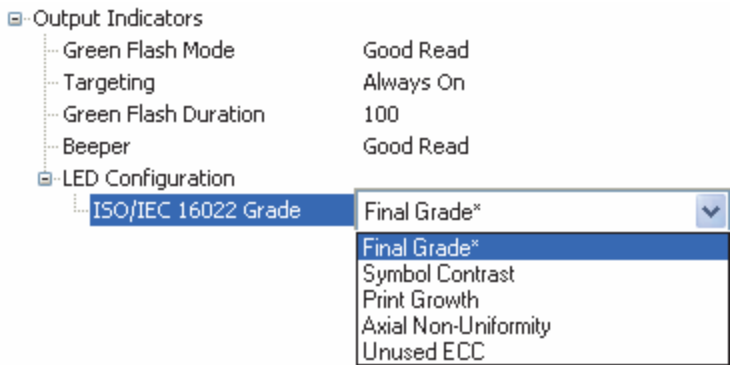 Output Indicators
Green Flash Mode Good Read
Targeting Always On
Green Flash Duration 100
Beeper Good Read
LED Configuration
ISO/IEC 16022 Grade Final Grade*
Final Grade*
Symbol Contrast
Print Growth
Axial Non-Uniformity
Unused ECC